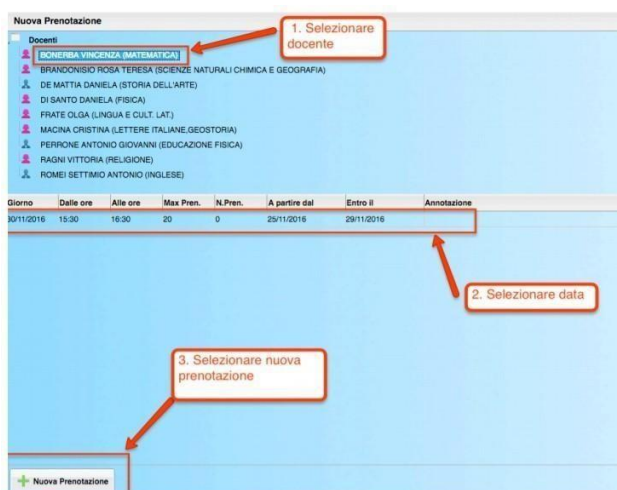 Nuova Prenotazione
1. Selezionare
docente
Docenti
BONERBA VINCENZA (MATEMATICA)
BRANDONISIO ROSA TERESA (SCIENZE NATURALI CHIMICA E GEOGRAFIA)
DE MATTIA DANIELA (STORIA DELL'ARTE)
DI SANTO DANIELA (FISICA)
FRATE OLGA (LINGUA E CULT. LAT.)
MACINA CRISTINA (LETTERE ITALIANE,GEOSTORIA)
PERRONE ANTONIO GIOVANNI (EDUCAZIONE FISICA)
RAGNI VITTORIA (RELIGIONE)
ROMEI SETTIMIO ANTONIO (INGLESE)
Giorno Dalle ore Alle ore Max Pren. N.Pren. A partire dal Entro il Annotazione
30/11/2016 15:30 16:30 20 0 25/11/2016 29/11/2016
2. Selezionare data
3. Selezionare nuova
prenotazione
Nuova Prenotazione